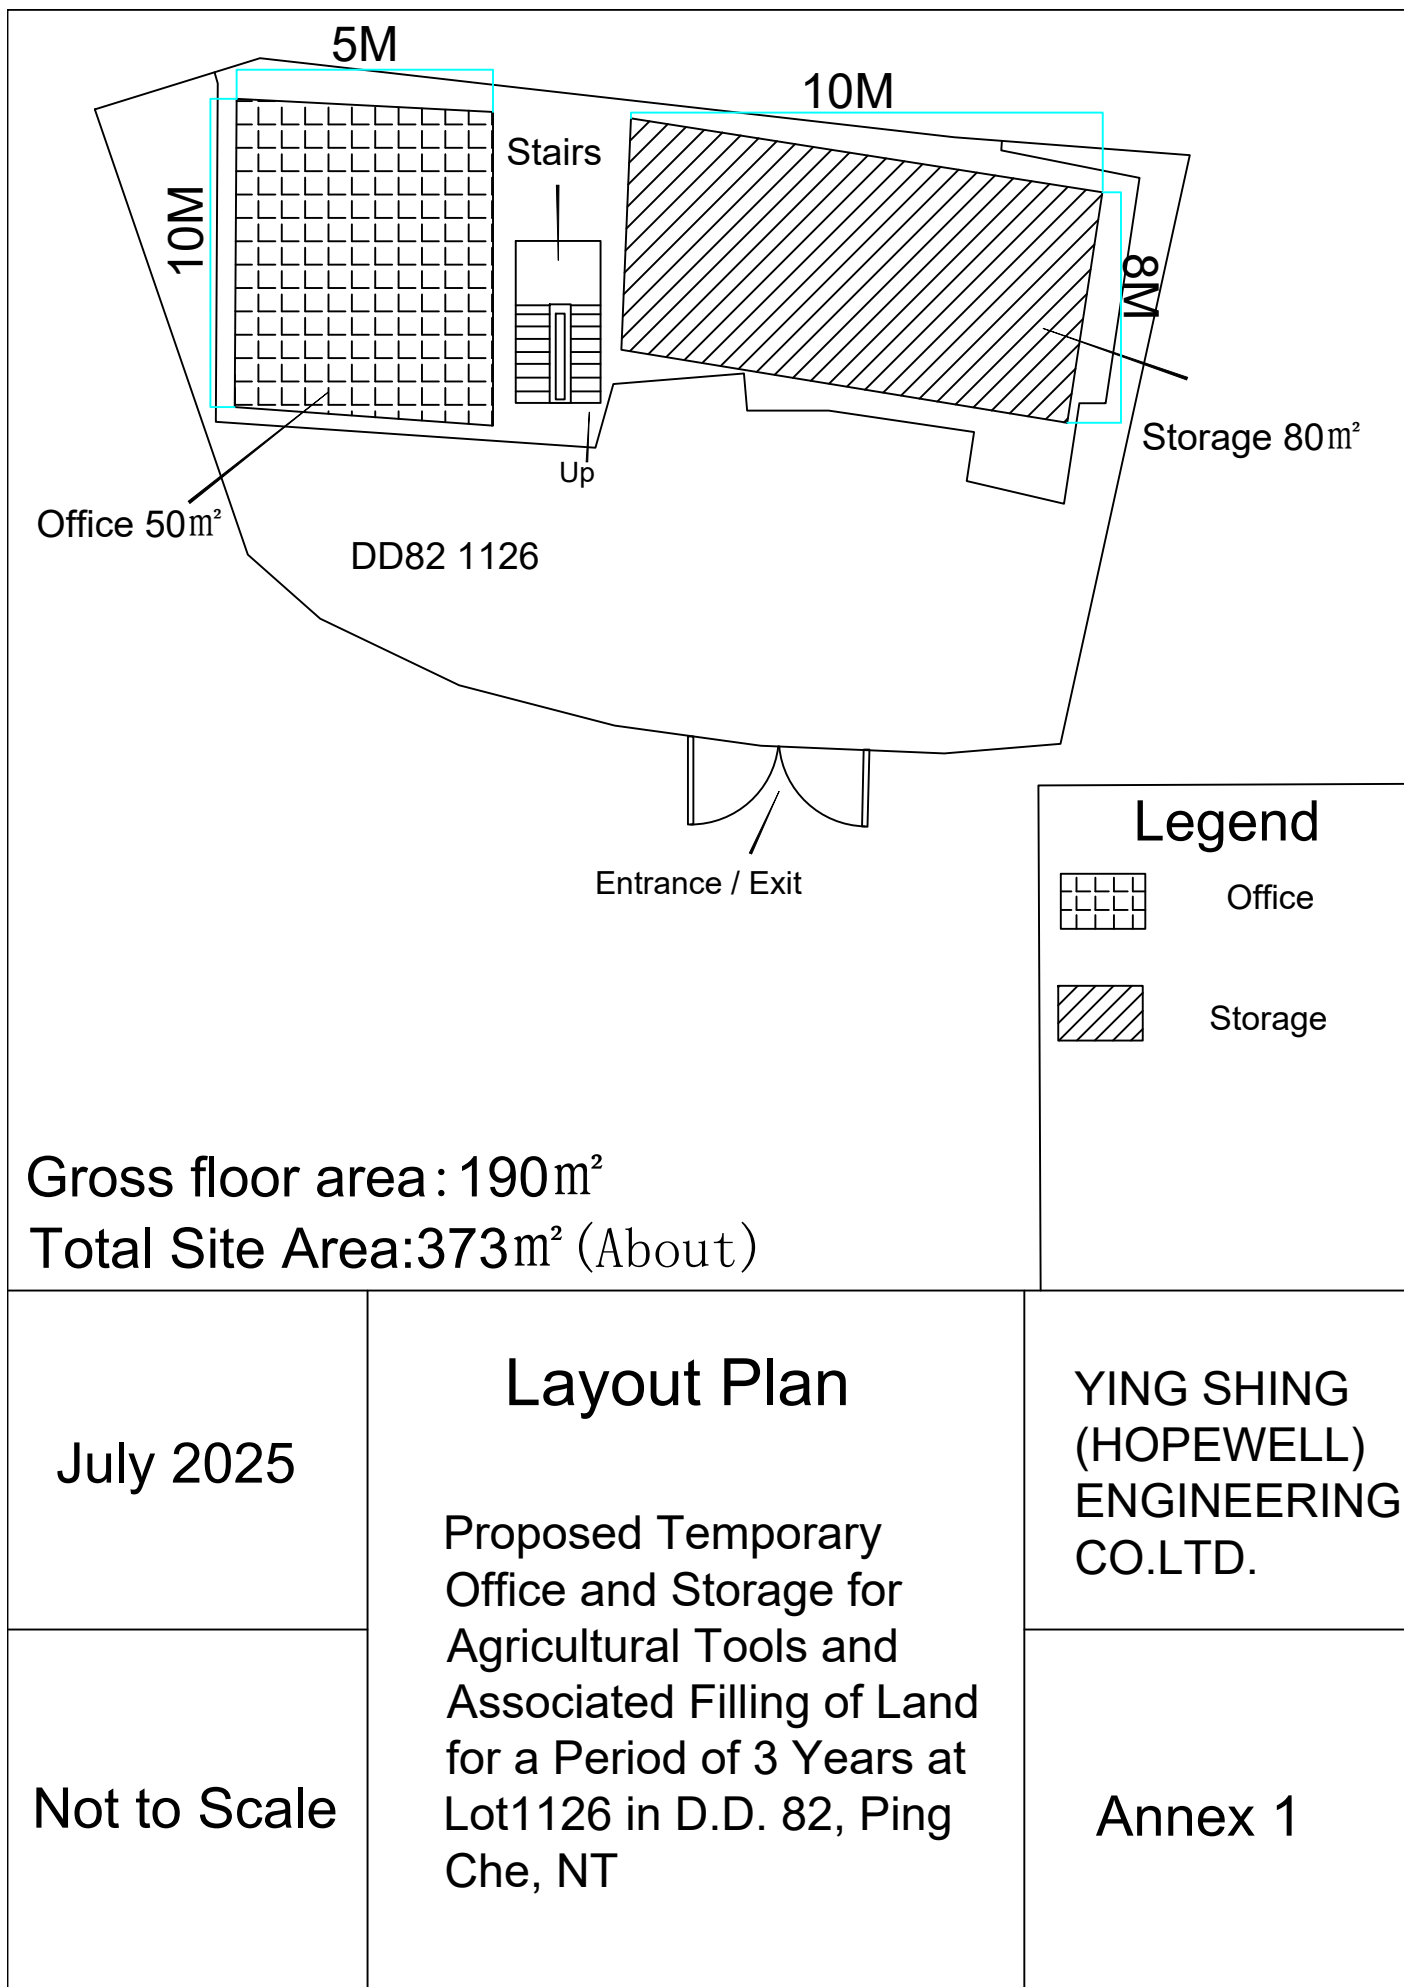 5M
10M
Stairs
10M
8M
Storage 80㎡
Up
Office 50㎡
DD82 1126
Entrance / Exit
Legend
Office
Storage
Gross floor area:190㎡
Total Site Area:373㎡(About)
July 2025
Not to Scale
Layout Plan
Proposed Temporary
Office and Storage for
Agricultural Tools and
Associated Filling of Land
for a Period of 3 Years at
Lot1126 in D.D. 82, Ping
Che, NT
YING SHING
(HOPEWELL)
ENGINEERING
CO.LTD.
Annex 1